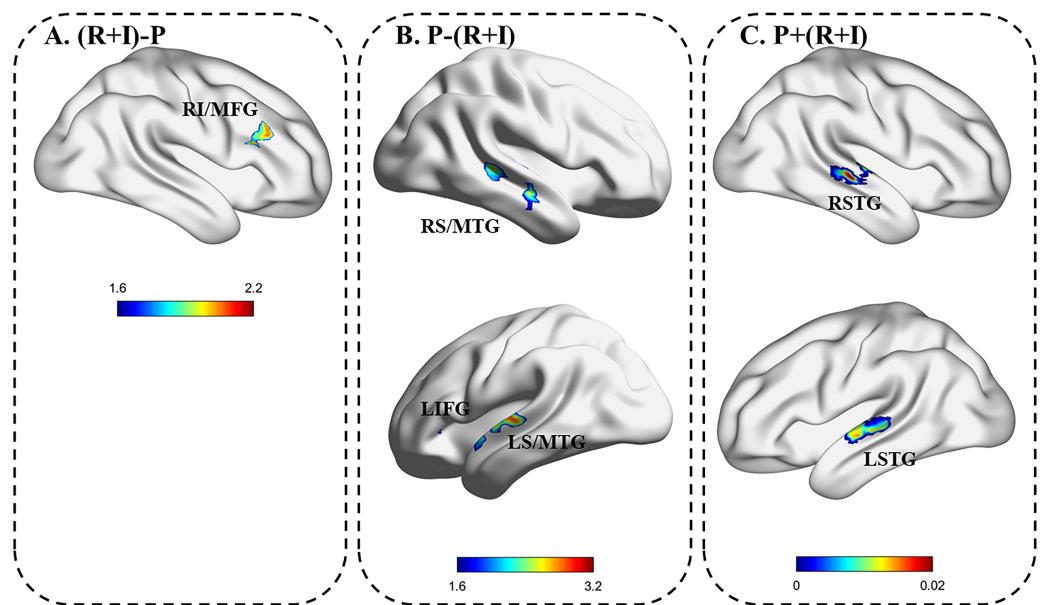 A. (R+I)-P
RI/MFG
1.6 2.2
B. P-(R+I)
RS/MTG
LIFG
LS/MTG
1.6 3.2
C. P+(R+I)
RSTG
LSTG
0 0.02